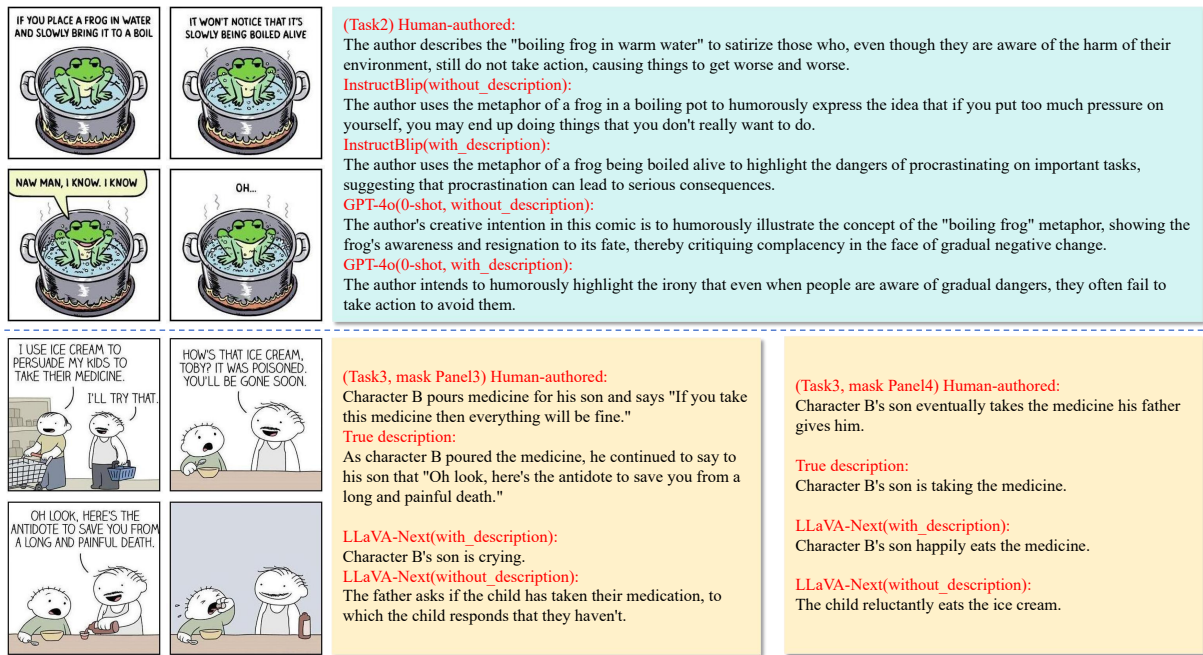 IF YOU PLACE A FROG IN WATER
AND SLOWLY BRING IT TO A BOIL
IT WON'T NOTICE THAT IT'S
SLOWLY BEING BOILED ALIVE
NAW MAN, I KNOW. I KNOW
OH...
(Task2) Human-authored:
The author describes the "boiling frog in warm water" to satirize those who, even though they are aware of the harm of their
environment, still do not take action, causing things to get worse and worse.
InstructBlip(without_description):
The author uses the metaphor of a frog in a boiling pot to humorously express the idea that if you put too much pressure on
yourself, you may end up doing things that you don't really want to do.
InstructBlip(with_description):
The author uses the metaphor of a frog being boiled alive to highlight the dangers of procrastinating on important tasks,
suggesting that procrastination can lead to serious consequences.
GPT-4o(0-shot, without_description):
The author's creative intention in this comic is to humorously illustrate the concept of the "boiling frog" metaphor, showing the
frog's awareness and resignation to its fate, thereby critiquing complacency in the face of gradual negative change.
GPT-4o(0-shot, with_description):
The author intends to humorously highlight the irony that even when people are aware of gradual dangers, they often fail to
take action to avoid them.
I USE ICE CREAM TO
PERSUADE MY KIDS TO
TAKE THEIR MEDICINE.
I'LL TRY THAT.
HOW'S THAT ICE CREAM,
TOBY? IT WAS POISONED.
YOU'LL BE GONE SOON.
OH LOOK, HERE'S THE
ANTIDOTE TO SAVE YOU FROM
A LONG AND PAINFUL DEATH.
(Task3, mask Panel3) Human-authored:
Character B pours medicine for his son and says "If you take
this medicine then everything will be fine."
True description:
As character B poured the medicine, he continued to say to
his son that "Oh look, here's the antidote to save you from a
long and painful death."
LLaVA-Next(with_description):
Character B's son is crying.
LLaVA-Next(without_description):
The father asks if the child has taken their medication, to
which the child responds that they haven't.
(Task3, mask Panel4) Human-authored:
Character B's son eventually takes the medicine his father
gives him.
True description:
Character B's son is taking the medicine.
LLaVA-Next(with_description):
Character B's son happily eats the medicine.
LLaVA-Next(without_description):
The child reluctantly eats the ice cream.